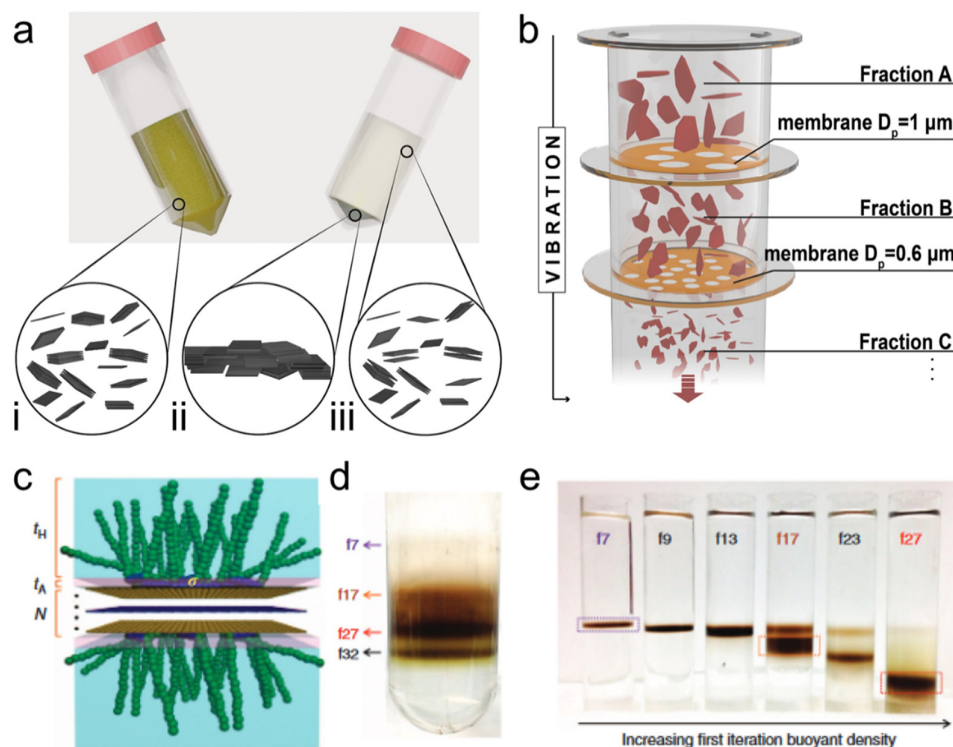 a
i
ii
iii
b
VIBRATION
Fraction A
membrane Dp=1 µm
Fraction B
membrane Dp=0.6 µm
Fraction C
c
tH
tA
N
σ
d
f7
f17
f27
f32
e
f7
f9
f13
f17
f23
f27
Increasing first iteration buoyant density